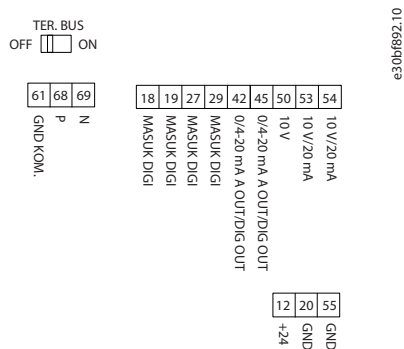 e30bf892.10
TER. BUS
OFF ON
61 68 69
GND KOM.
P
N
18 19 27 29 42 45 50 53 54
MASUK DIGI
MASUK DIGI
MASUK DIGI
MASUK DIGI
0/4-20 mA A OUT/DIG OUT
0/4-20 mA A OUT/DIG OUT
10 V
10 V/20 mA
10 V/20 mA
12 20 55
+24
GND
GND